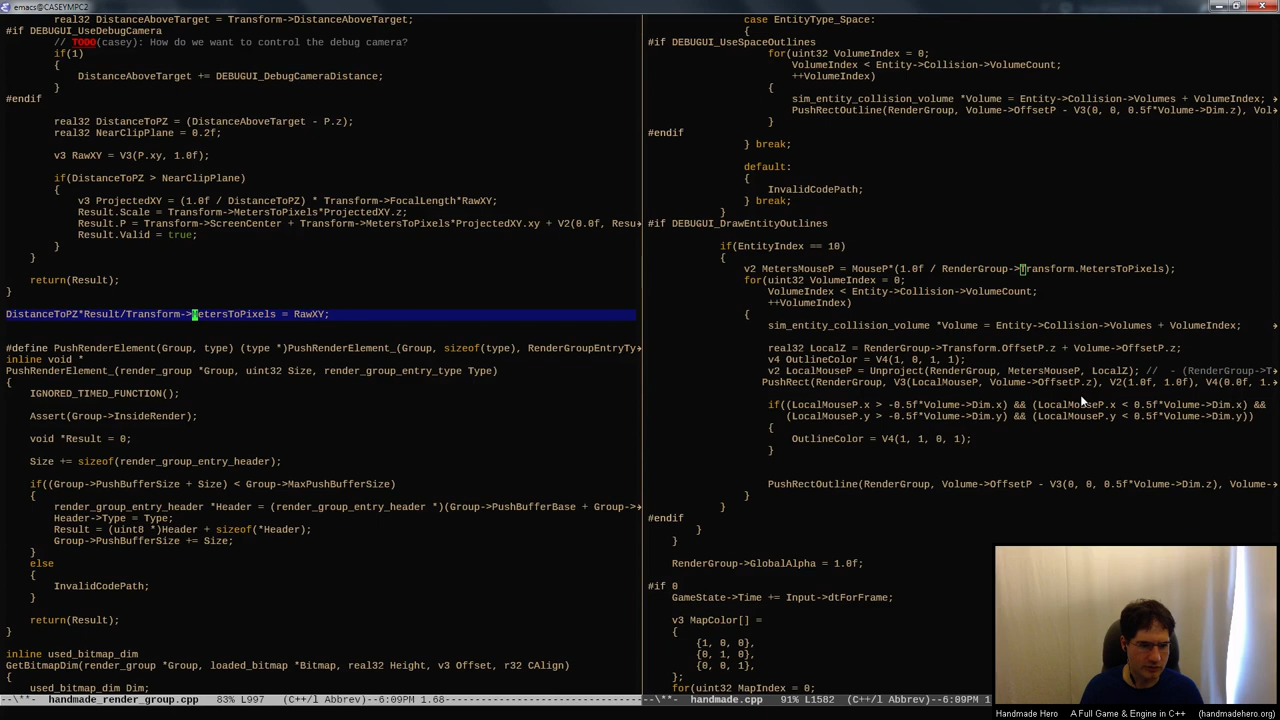 emacs@CASEYMPC2
real32 DistanceAboveTarget = Transform->DistanceAboveTarget;
#if DEBUGUI_UseDebugCamera
// TODO(casey): How do we want to control the debug camera?
if(1)
{
DistanceAboveTarget += DEBUGUI_DebugCameraDistance;
}
#endif
real32 DistanceToPZ = (DistanceAboveTarget - P.z);
real32 NearClipPlane = 0.2f;
v3 RawXY = V3(P.xy, 1.0f);
if(DistanceToPZ > NearClipPlane)
{
v3 ProjectedXY = (1.0f / DistanceToPZ) * Transform->FocalLength*RawXY;
Result.Scale = Transform->MetersToPixels*ProjectedXY.z;
Result.P = Transform->ScreenCenter + Transform->MetersToPixels*ProjectedXY.xy + V2(0.0f, Resu
Result.Valid = true;
}
}
return(Result);
}
DistanceToPZ*Result/Transform->MetersToPixels = RawXY;
#define PushRenderElement(Group, type) (type *)PushRenderElement_(Group, sizeof(type), RenderGroupEntryTy
inline void *
PushRenderElement_(render_group *Group, uint32 Size, render_group_entry_type Type)
{
IGNORED_TIMED_FUNCTION();
Assert(Group->InsideRender);
void *Result = 0;
Size += sizeof(render_group_entry_header);
if((Group->PushBufferSize + Size) < Group->MaxPushBufferSize)
{
render_group_entry_header *Header = (render_group_entry_header *)(Group->PushBufferBase + Group->
Header->Type = Type;
Result = (uint8 *)Header + sizeof(*Header);
Group->PushBufferSize += Size;
}
else
{
InvalidCodePath;
}
return(Result);
}
inline used_bitmap_dim
GetBitmapDim(render_group *Group, loaded_bitmap *Bitmap, real32 Height, v3 Offset, r32 CAlign)
{
used_bitmap_dim Dim;
--\**- handmade_render_group.cpp 83% L997 (C++/l Abbrev)--6:09PM 1.68
case EntityType_Space:
{
#if DEBUGUI_UseSpaceOutlines
for(uint32 VolumeIndex = 0;
VolumeIndex < Entity->Collision->VolumeCount;
++VolumeIndex)
{
sim_entity_collision_volume *Volume = Entity->Collision->Volumes + VolumeIndex;
PushRectOutline(RenderGroup, Volume->OffsetP - V3(0, 0, 0.5f*Volume->Dim.z), Vol
}
#endif
} break;
default:
{
InvalidCodePath;
} break;
}
#if DEBUGUI_DrawEntityOutlines
if(EntityIndex == 10)
{
v2 MetersMouseP = MouseP*(1.0f / RenderGroup->Transform.MetersToPixels);
for(uint32 VolumeIndex = 0;
VolumeIndex < Entity->Collision->VolumeCount;
++VolumeIndex)
{
sim_entity_collision_volume *Volume = Entity->Collision->Volumes + VolumeIndex;
real32 LocalZ = RenderGroup->Transform.OffsetP.z + Volume->OffsetP.z;
v4 OutlineColor = V4(1, 0, 1, 1);
v2 LocalMouseP = Unproject(RenderGroup, MetersMouseP, LocalZ); // - (RenderGroup->T
PushRect(RenderGroup, V3(LocalMouseP, Volume->OffsetP.z), V2(1.0f, 1.0f), V4(0.0f, 1.
if((LocalMouseP.x > -0.5f*Volume->Dim.x) && (LocalMouseP.x < 0.5f*Volume->Dim.x) &&
(LocalMouseP.y > -0.5f*Volume->Dim.y) && (LocalMouseP.y < 0.5f*Volume->Dim.y))
{
OutlineColor = V4(1, 1, 0, 1);
}
PushRectOutline(RenderGroup, Volume->OffsetP - V3(0, 0, 0.5f*Volume->Dim.z), Volume-
}
}
#endif
}
}
RenderGroup->GlobalAlpha = 1.0f;
#if 0
GameState->Time += Input->dtForFrame;
v3 MapColor[] =
{
{1, 0, 0},
{0, 1, 0},
{0, 0, 1},
};
for(uint32 MapIndex = 0;
--\**- handmade.cpp 91% L1582 (C++/l Abbrev)--6:09PM 1
Handmade Hero A Full Game & Engine in C++ (handmadehero.org)